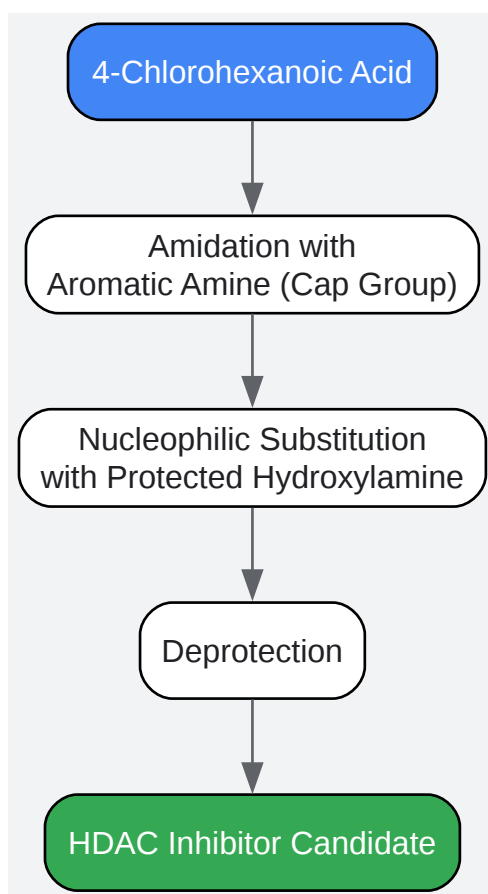 4-Chlorohexanoic Acid
Amidation with
Aromatic Amine (Cap Group)
Nucleophilic Substitution
with Protected Hydroxylamine
Deprotection
HDAC Inhibitor Candidate